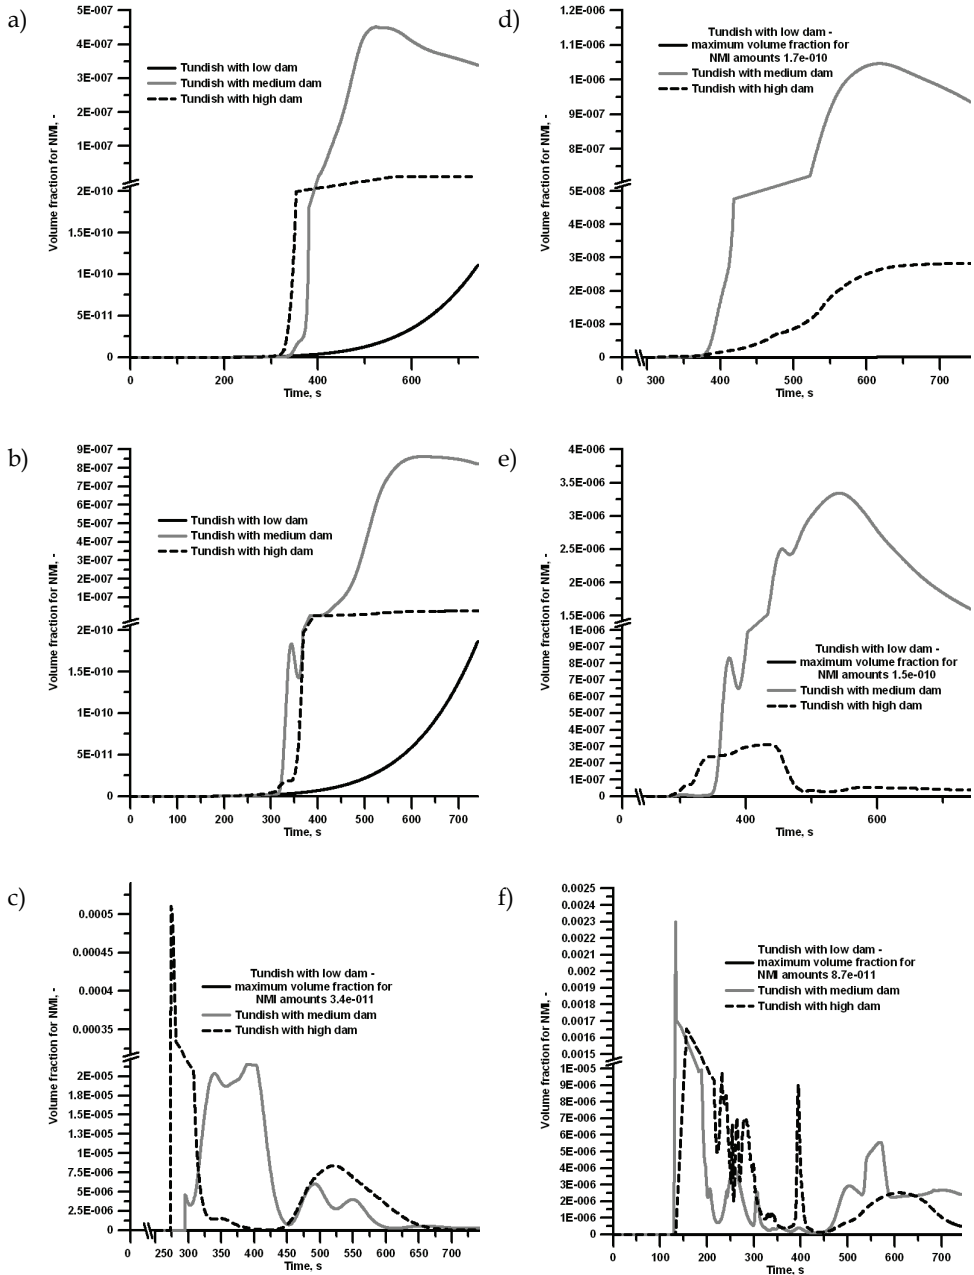 a)
5E-007
4E-007
3E-007
2E-007
1E-007
2E-010
2E-010
1E-010
5E-011
0
Volume fraction for NMI, -
Tundish with low dam
Tundish with medium dam
Tundish with high dam
0 200 400 600
Time, s
d)
1.2E-006
1.1E-006
1E-006
9E-007
8E-007
5E-008
4E-008
3E-008
2E-008
1E-008
0
Volume fraction for NMI, -
Tundish with low dam -
maximum volume fraction for
NMI amounts 1.7e-010
Tundish with medium dam
Tundish with high dam
0 300 400 500 600 700
Time, s
b)
9E-007
8E-007
7E-007
6E-007
5E-007
4E-007
3E-007
2E-007
1E-007
2E-010
1.5E-010
1E-010
5E-011
0
Volume fraction for NMI, -
Tundish with low dam
Tundish with medium dam
Tundish with high dam
0 100 200 300 400 500 600 700
Time, s
e)
3.5E-006
3E-006
2.5E-006
2E-006
1.5E-006
1E-006
9E-007
8E-007
7E-007
6E-007
5E-007
4E-007
3E-007
2E-007
1E-007
0
Volume fraction for NMI, -
Tundish with low dam -
maximum volume fraction for
NMI amounts 1.5e-010
Tundish with medium dam
Tundish with high dam
0 400 600
Time, s
c)
0.0005
0.00045
0.0004
0.00035
2E-005
1.8E-005
1.5E-005
1.3E-005
1E-005
7.5E-006
5E-006
2.5E-006
0
Volume fraction for NMI, -
Tundish with low dam -
maximum volume fraction for
NMI amounts 3.4e-011
Tundish with medium dam
Tundish with high dam
0 250 300 350 400 450 500 550 600 650 700
Time, s
f)
0.0025
0.0024
0.0023
0.0022
0.0021
0.002
0.0019
0.0018
0.0017
0.0016
0.0015
1E-005
9E-006
8E-006
7E-006
6E-006
5E-006
4E-006
3E-006
2E-006
1E-006
0
Volume fraction for NMI, -
Tundish with low dam -
maximum volume fraction for
NMI amounts 8.7e-011
Tundish with medium dam
Tundish with high dam
0 100 200 300 400 500 600 700
Time, s